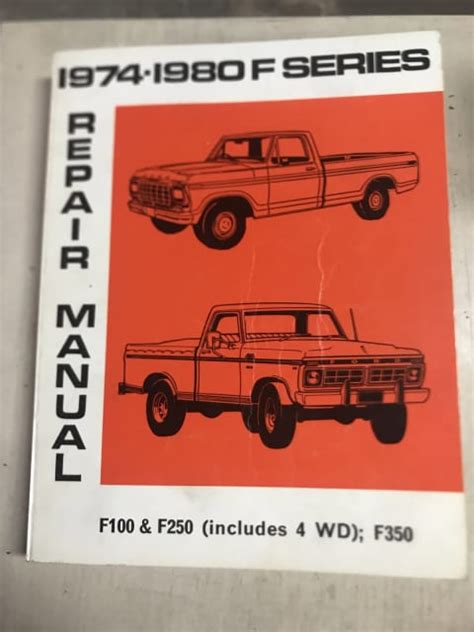 1974-1980 F SERIES
REPAIR MANUAL
F100 & F250 (includes 4 WD); F350